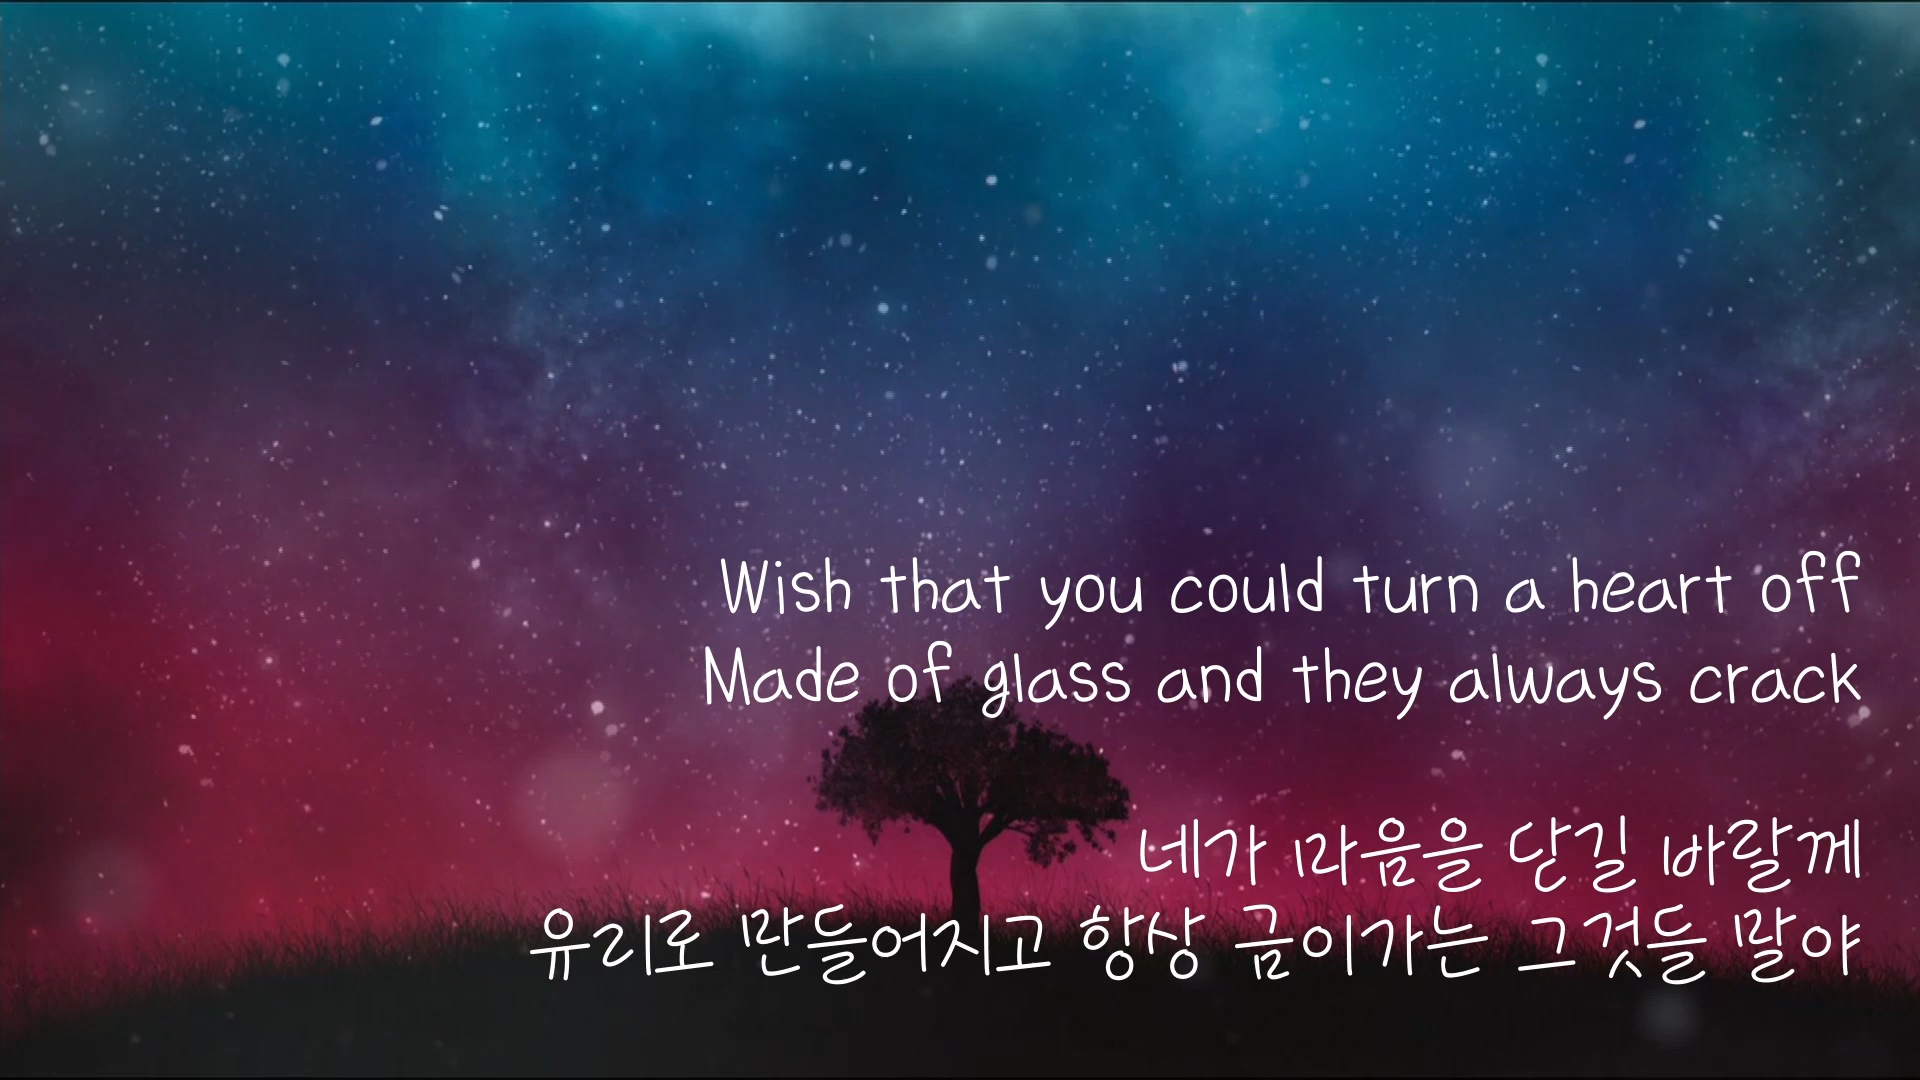 Wish that you could turn a heart off
Made of glass and they always crack
네가 마음을 닫길 바랄께
유리로 만들어지고 항상 금이가는 그것들 말야